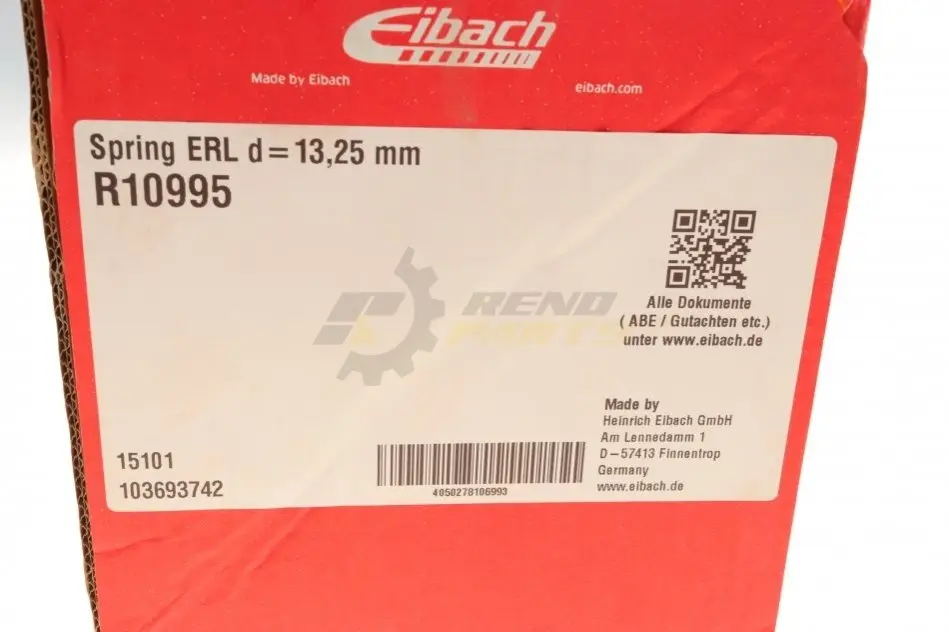 Eibach
Made by Eibach
eibach.com
Spring ERL d=13,25 mm
R10995
Alle Dokumente
( ABE / Gutachten etc.)
unter www.eibach.de
REND
PARTS
Made by
Heinrich Eibach GmbH
Am Lennedamm 1
D-57413 Finnentrop
Germany
www.eibach.de
15101
103693742
4050278106993